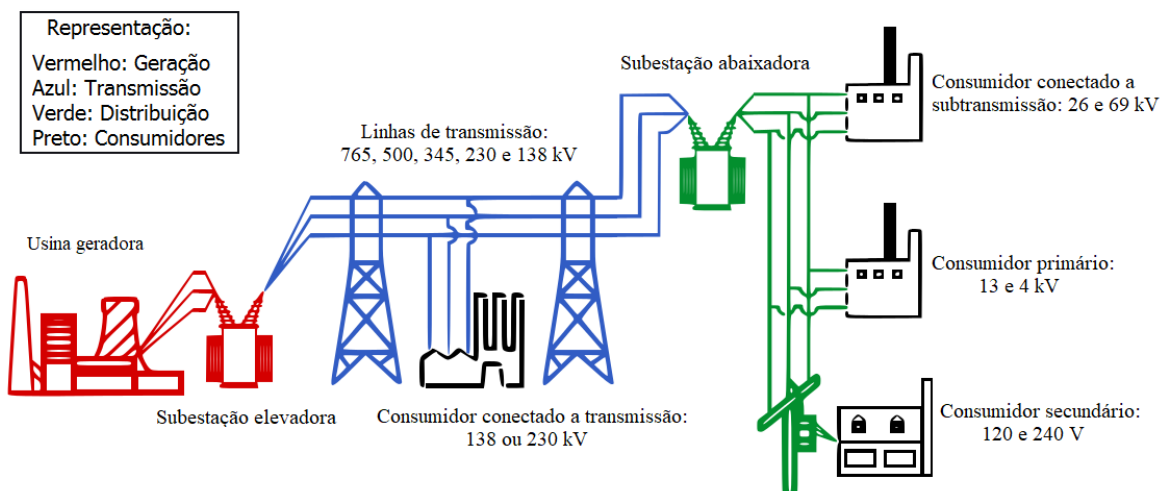 Representação:
Vermelho: Geração
Azul: Transmissão
Verde: Distribuição
Preto: Consumidores
Subestação abaixadora
Consumidor conectado a
subtransmissão: 26 e 69 kV
Linhas de transmissão:
765, 500, 345, 230 e 138 kV
Usina geradora
Consumidor primário:
13 e 4 kV
Subestação elevadora
Consumidor conectado a transmissão:
138 ou 230 kV
Consumidor secundário:
120 e 240 V